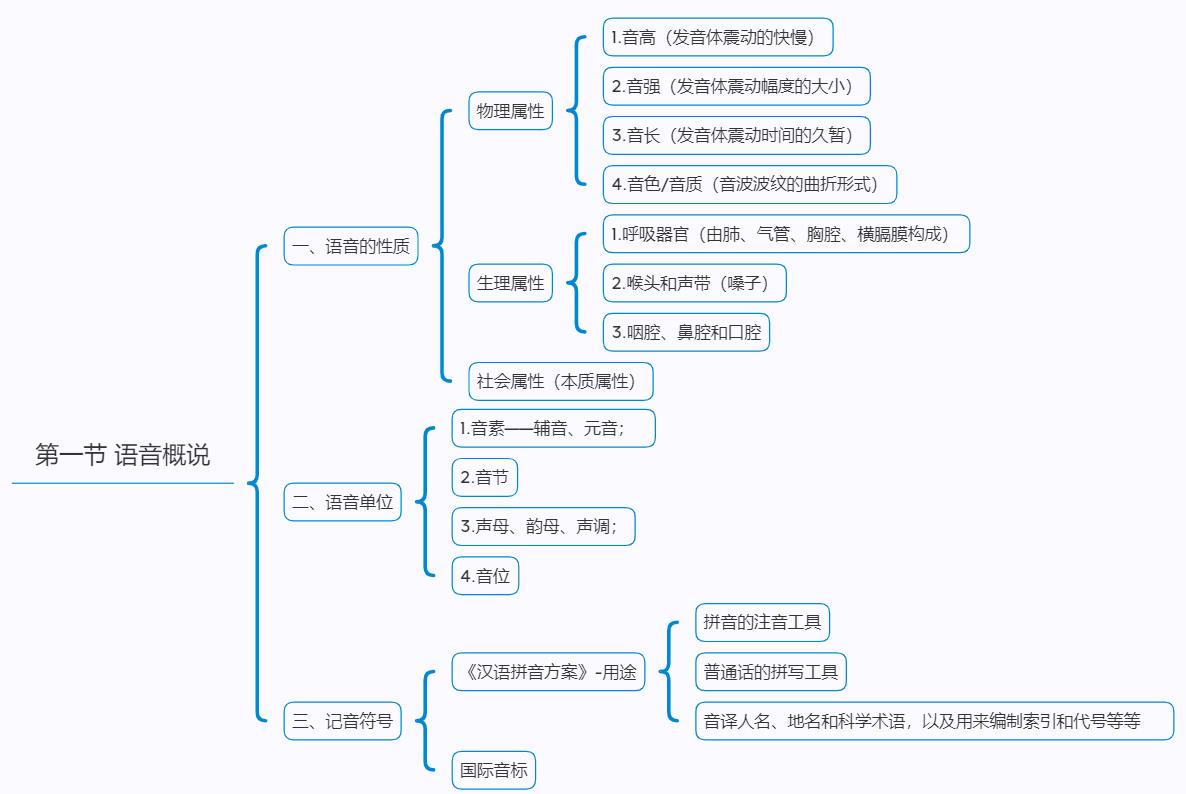 第一节 语音概说
一、语音的性质
物理属性
1.音高（发音体震动的快慢）
2.音强（发音体震动幅度的大小）
3.音长（发音体震动时间的久暂）
4.音色/音质（音波波纹的曲折形式）
生理属性
1.呼吸器官（由肺、气管、胸腔、横膈膜构成）
2.喉头和声带（嗓子）
3.咽腔、鼻腔和口腔
社会属性（本质属性）
二、语音单位
1.音素——辅音、元音；
2.音节
3.声母、韵母、声调；
4.音位
三、记音符号
《汉语拼音方案》-用途
拼音的注音工具
普通话的拼写工具
音译人名、地名和科学术语，以及用来编制索引和代号等等
国际音标